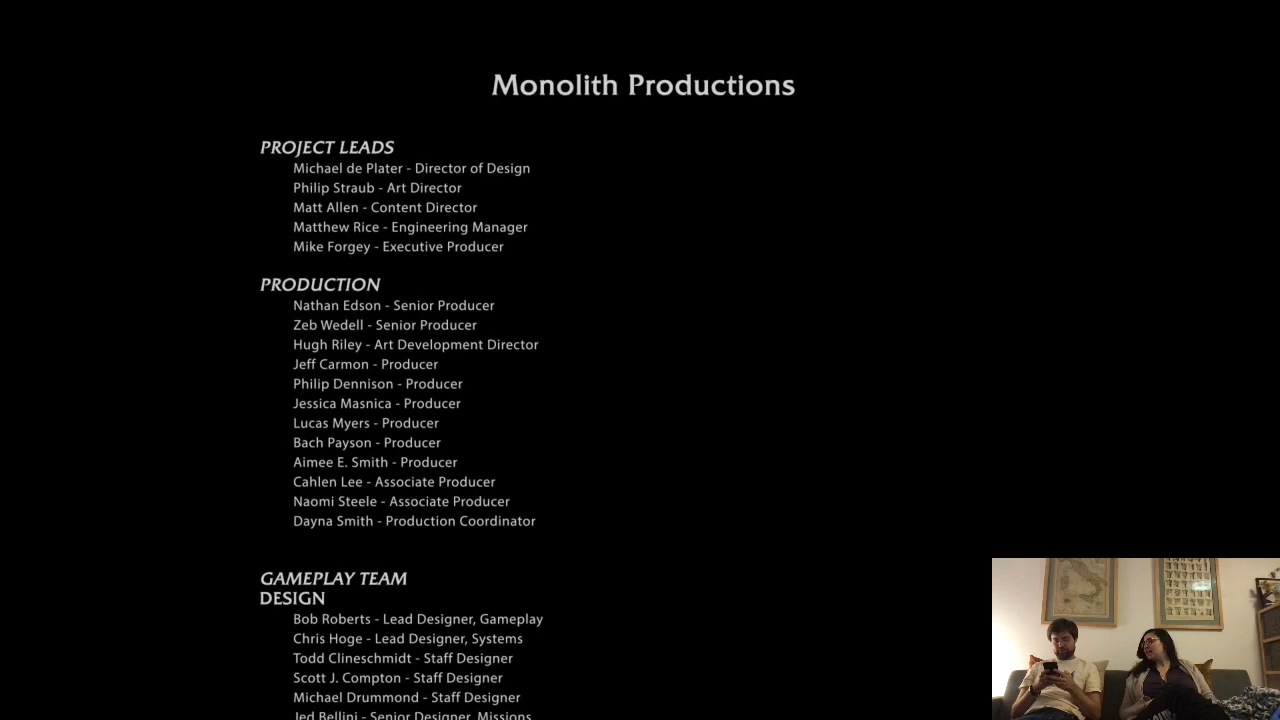 Monolith Productions
PROJECT LEADS
Michael de Plater - Director of Design
Philip Straub - Art Director
Matt Allen - Content Director
Matthew Rice - Engineering Manager
Mike Forgey - Executive Producer
PRODUCTION
Nathan Edson - Senior Producer
Zeb Wedell - Senior Producer
Hugh Riley - Art Development Director
Jeff Carmon - Producer
Philip Dennison - Producer
Jessica Masnica - Producer
Lucas Myers - Producer
Bach Payson - Producer
Aimee E. Smith - Producer
Cahlen Lee - Associate Producer
Naomi Steele - Associate Producer
Dayna Smith - Production Coordinator
GAMEPLAY TEAM
DESIGN
Bob Roberts - Lead Designer, Gameplay
Chris Hoge - Lead Designer, Systems
Todd Clineschmidt - Staff Designer
Scott J. Compton - Staff Designer
Michael Drummond - Staff Designer
Jed Bellini - Senior Designer, Missions